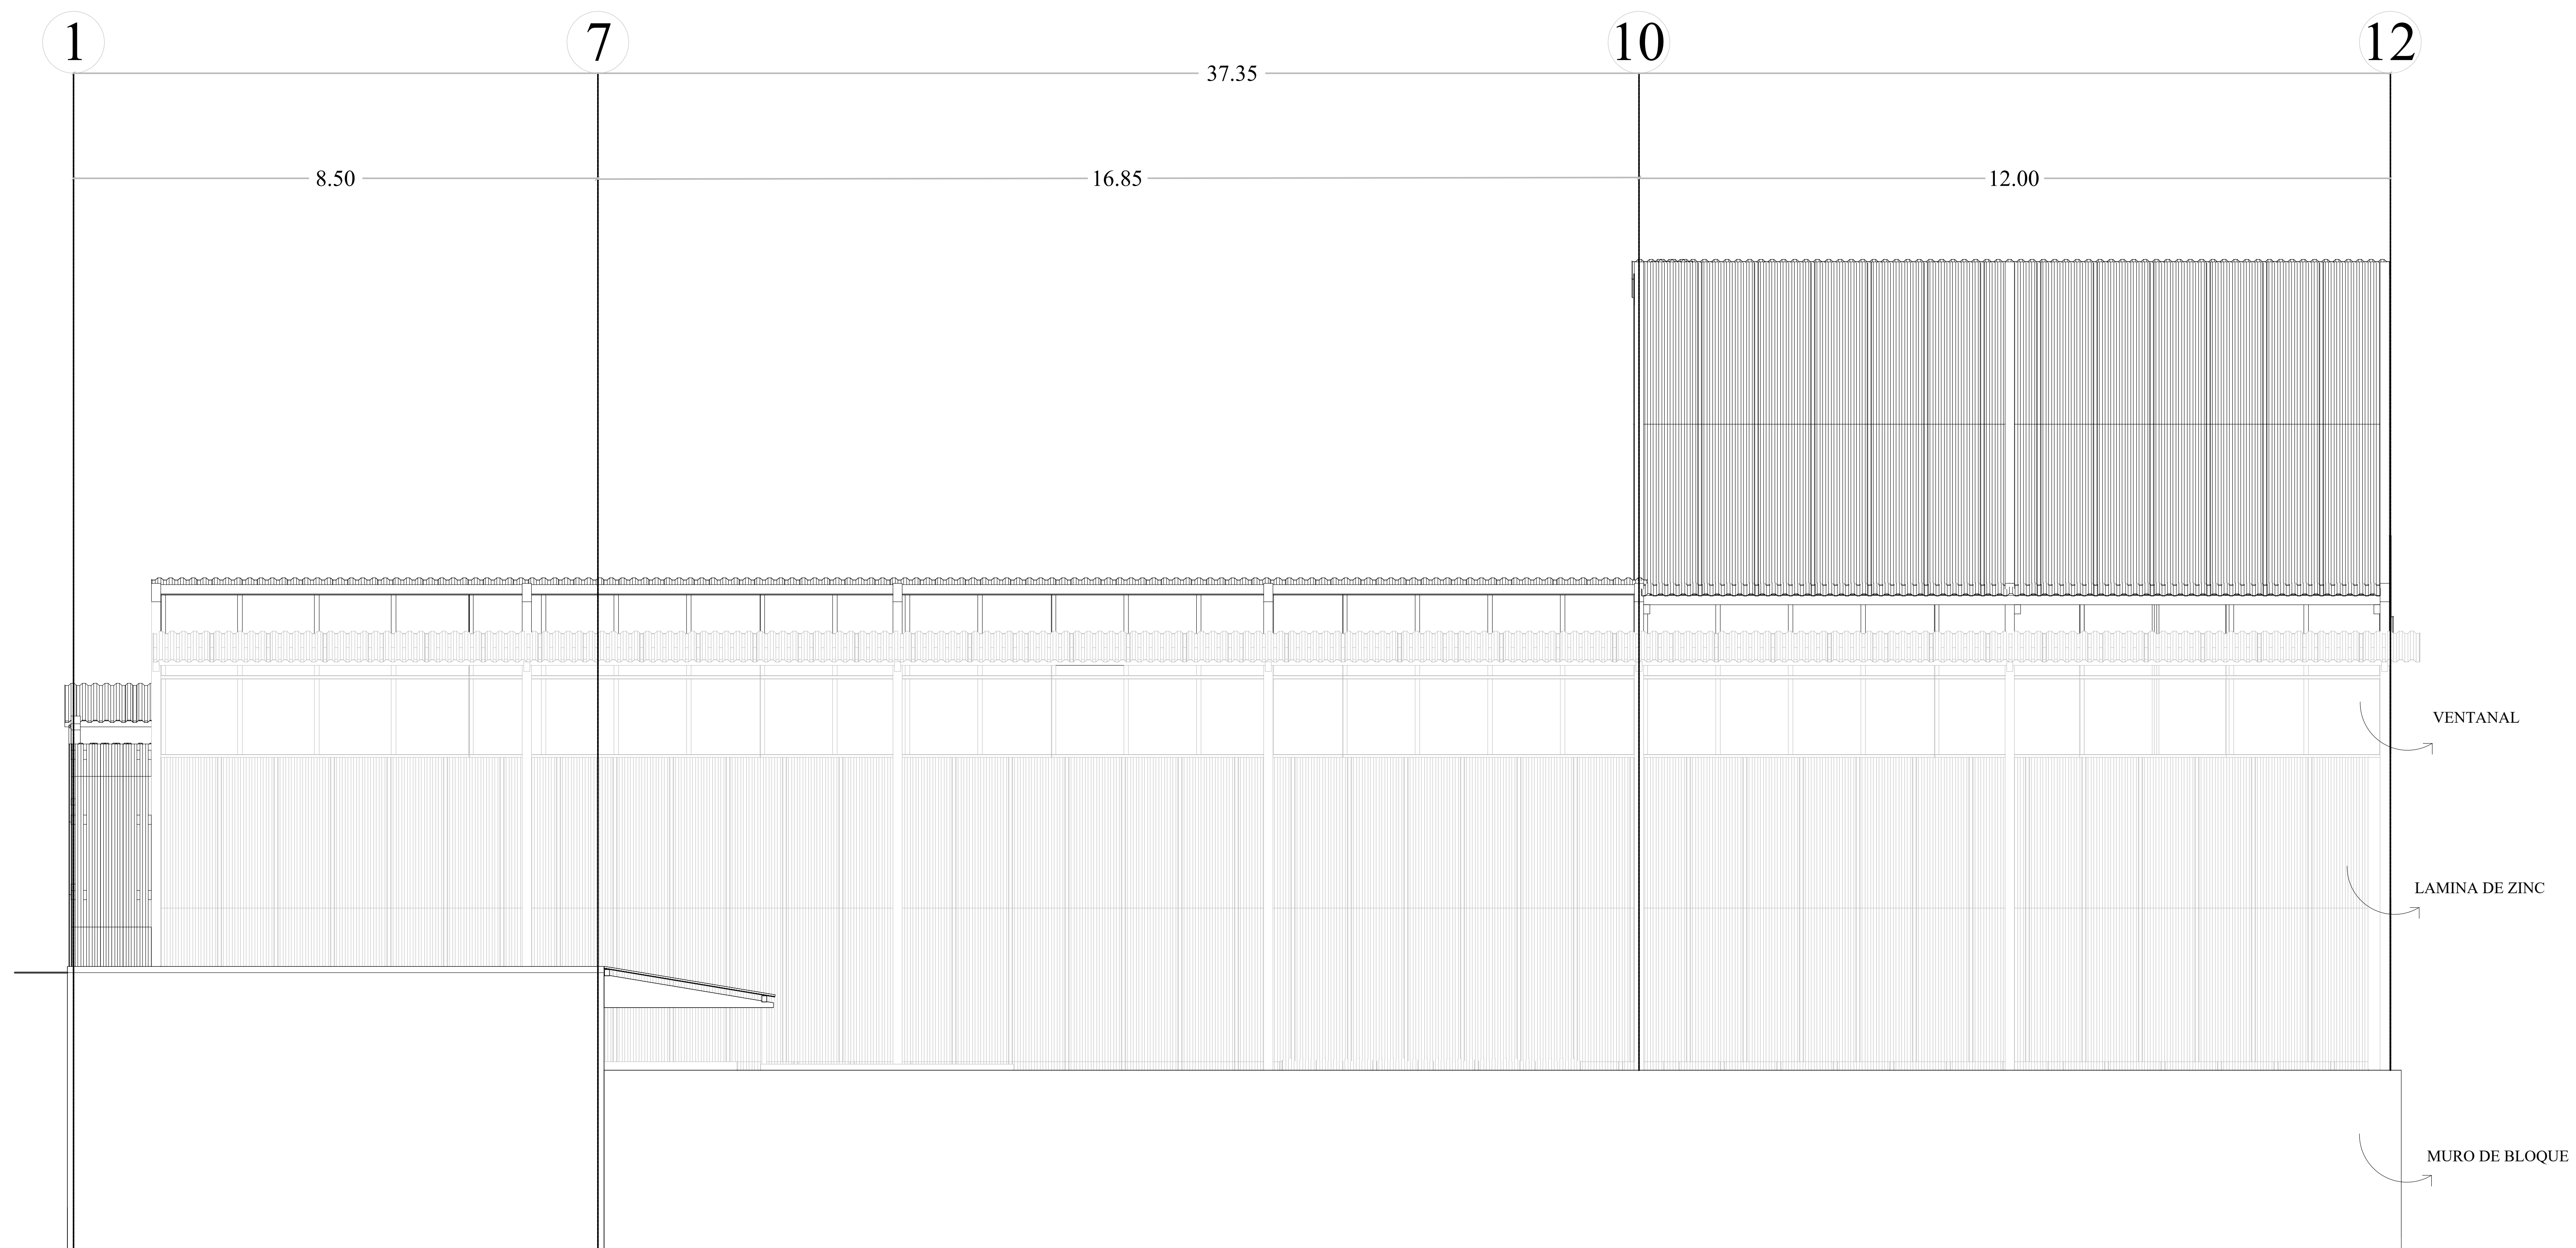 1
7
10
12
37.35
8.50
16.85
12.00
VENTANAL
LAMINA DE ZINC
MURO DE BLOQUE